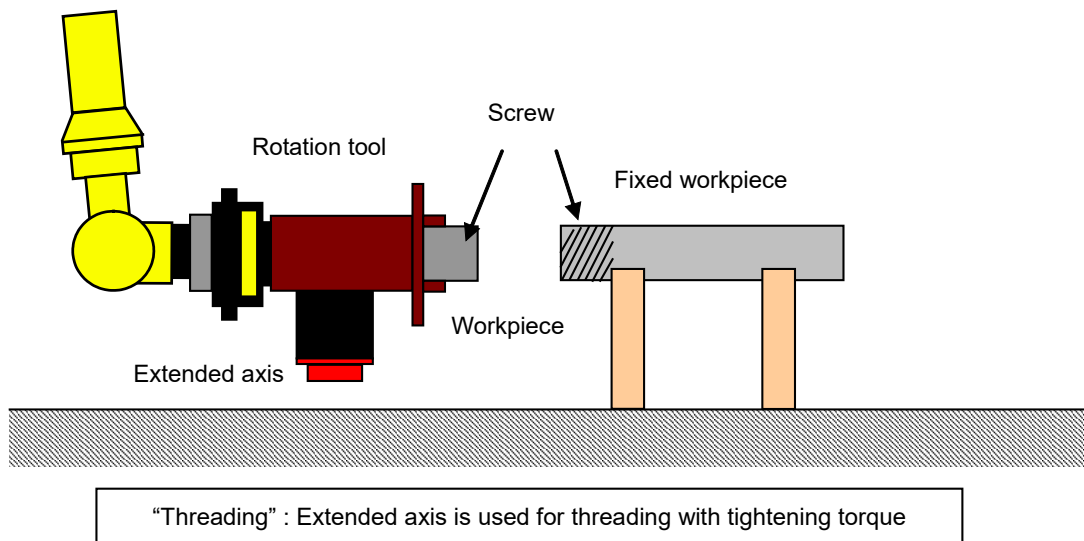 Screw
Rotation tool
Fixed workpiece
Workpiece
Extended axis
“Threading” : Extended axis is used for threading with tightening torque